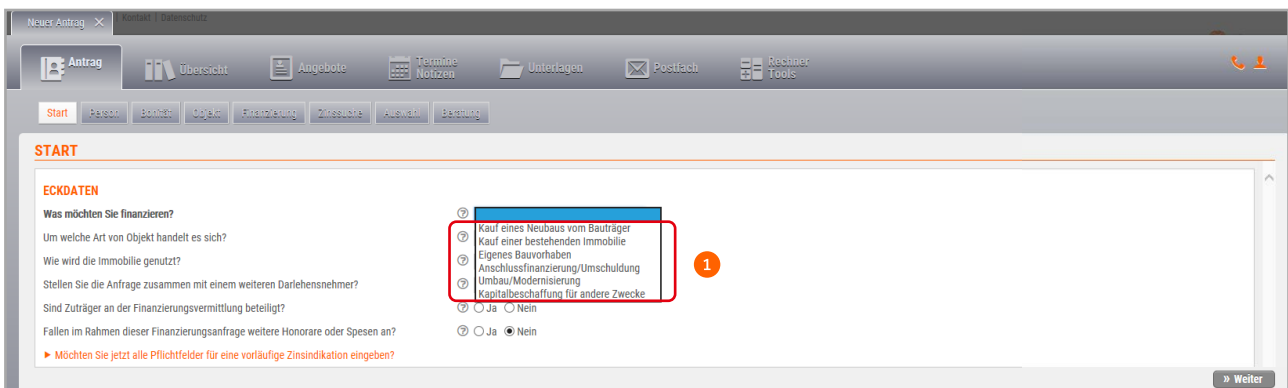 Neuer Antrag × | Kontakt | Datenschutz
Antrag
Übersicht
Angebote
Termine
Notizen
Unterlagen
Postfach
Rechner
Tools
Start Person Bonität Objekt Finanzierung Zinssuche Auswahl Beratung
START
ECKDATEN
Was möchten Sie finanzieren? ?
Kauf eines Neubaus vom Bauträger
Um welche Art von Objekt handelt es sich? ?
Kauf einer bestehenden Immobilie
Eigenes Bauvorhaben
Wie wird die Immobilie genutzt? ?
Anschlussfinanzierung/Umschuldung
1
Stellen Sie die Anfrage zusammen mit einem weiteren Darlehensnehmer? ?
Umbau/Modernisierung
Kapitalbeschaffung für andere Zwecke
Sind Zuträger an der Finanzierungsvermittlung beteiligt? ? Ja Nein
Fallen im Rahmen dieser Finanzierungsanfrage weitere Honorare oder Spesen an? ? Ja Nein
Möchten Sie jetzt alle Pflichtfelder für eine vorläufige Zinsindikation eingeben?
» Weiter